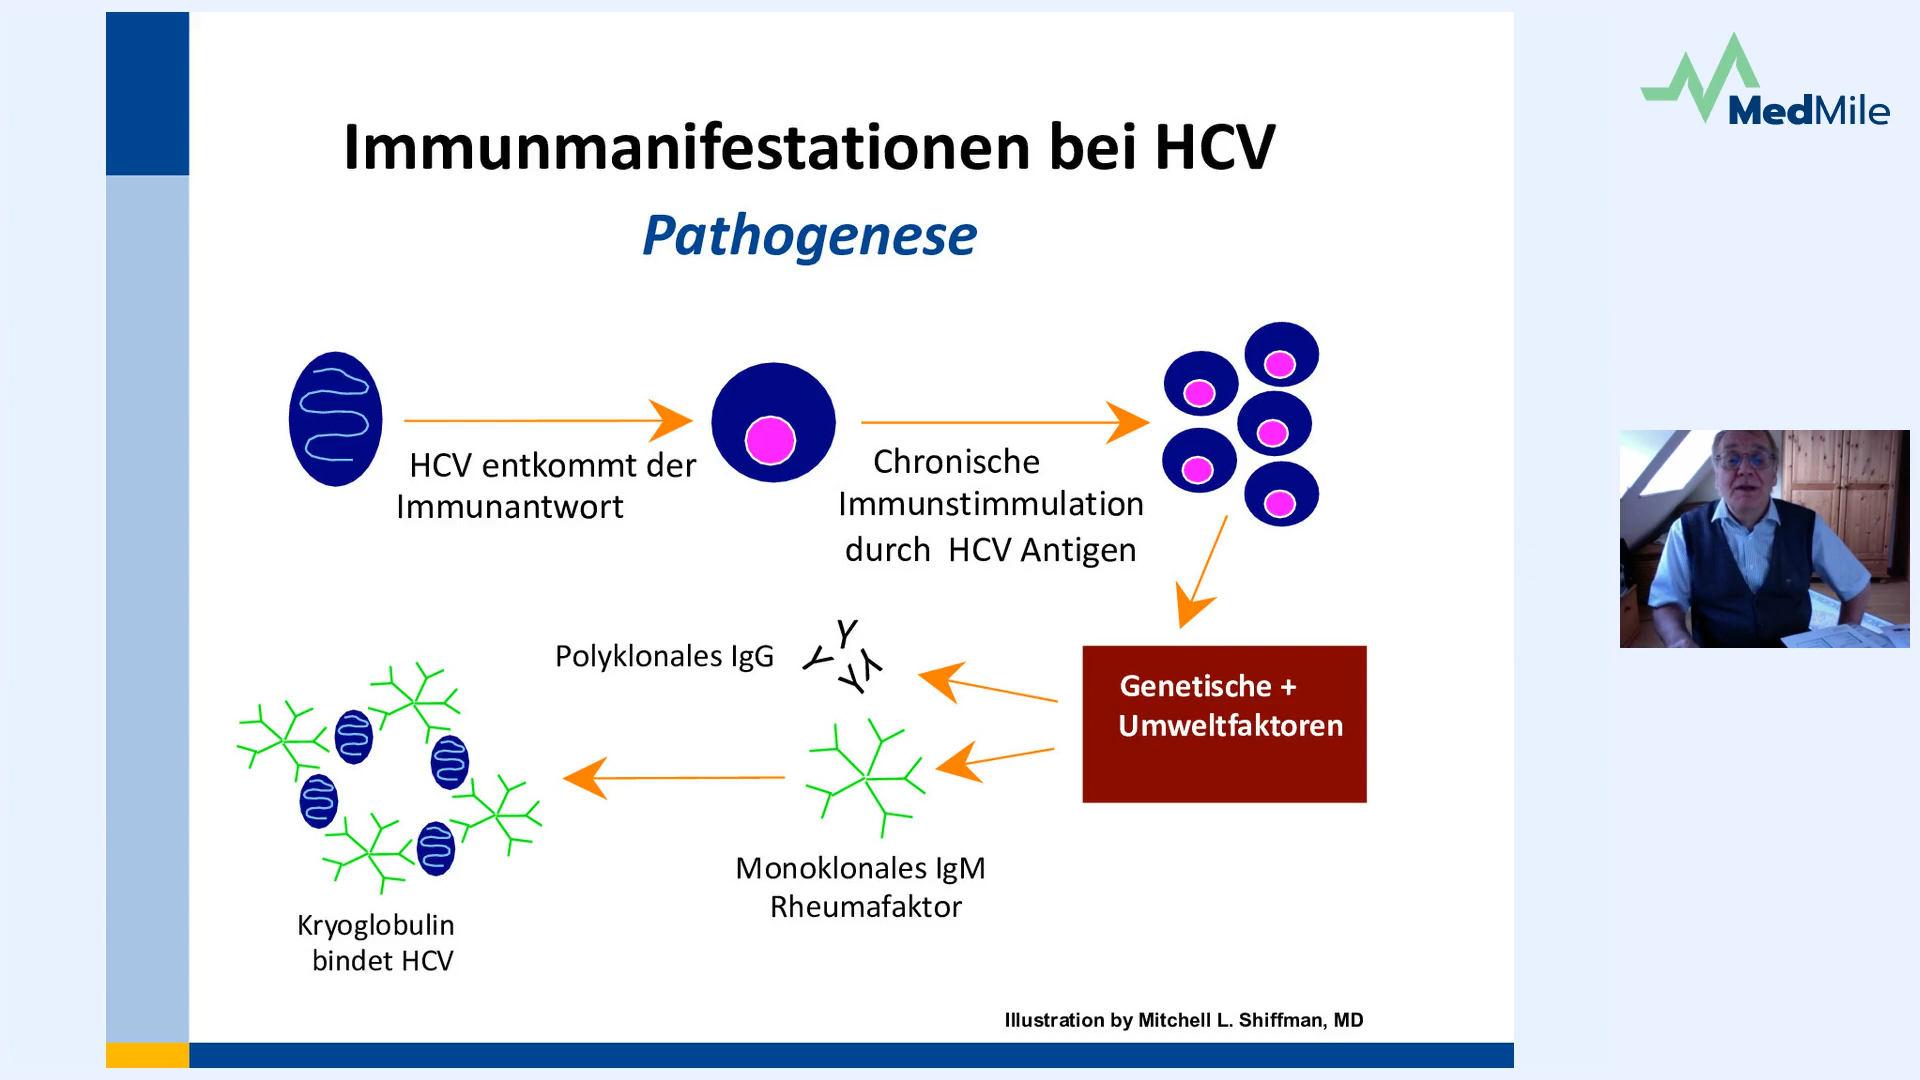 MedMile
Immunmanifestationen bei HCV
Pathogenese
HCV entkommt der
Immunantwort
Chronische
Immunstimmulation
durch HCV Antigen
Genetische +
Umweltfaktoren
Polyklonales IgG
Monoklonales IgM
Rheumafaktor
Kryoglobulin
bindet HCV
Illustration by Mitchell L. Shiffman, MD